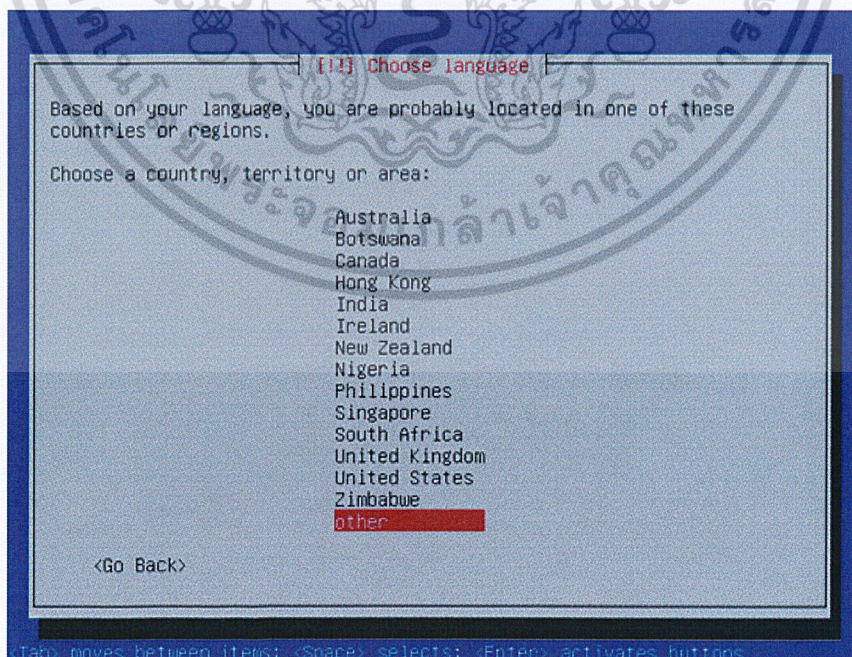 [!!] Choose language
Based on your language, you are probably located in one of these
countries or regions.
Choose a country, territory or area:
Australia
Botswana
Canada
Hong Kong
India
Ireland
New Zealand
Nigeria
Philippines
Singapore
South Africa
United Kingdom
United States
Zimbabwe
other
<Go Back>
<Tab> moves between items; <Space> selects; <Enter> activates buttons